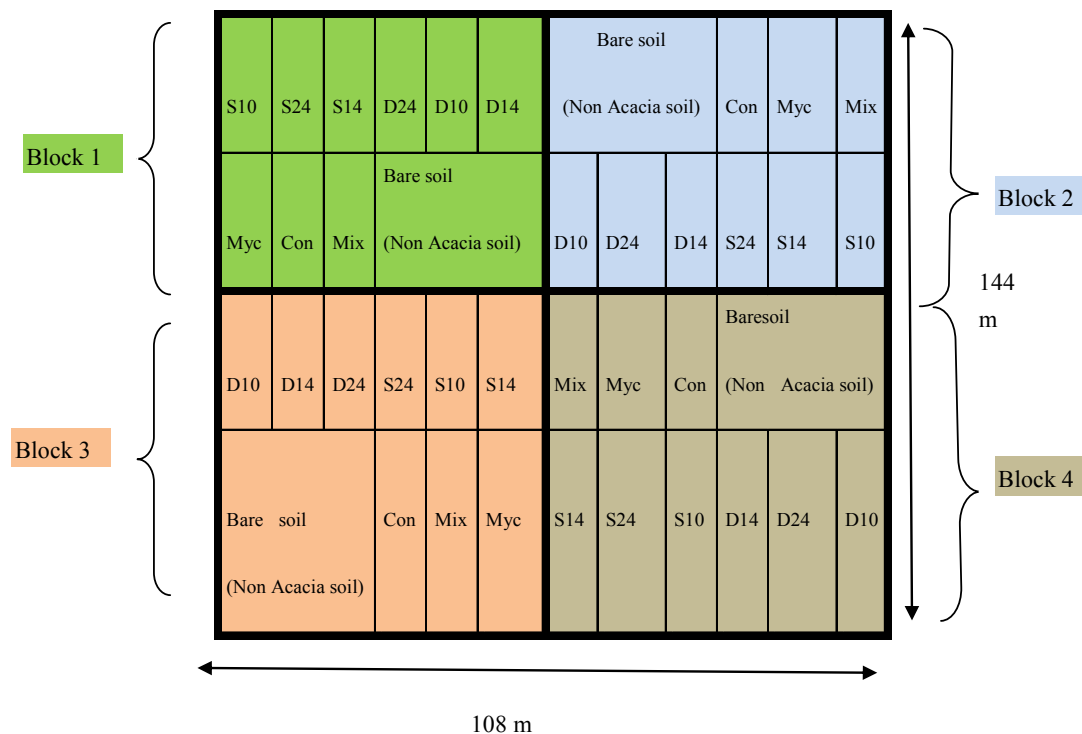 Block 1
S10 S24 S14 D24 D10 D14
Myc Con Mix
Bare soil
(Non Acacia soil)
Bare soil
(Non Acacia soil)
Con Myc Mix
D10 D24 D14 S24 S14 S10
Block 2
144
m
Block 3
D10 D14 D24 S24 S10 S14
Bare soil
(Non Acacia soil)
Con Mix Myc
Mix Myc Con
Baresoil
(Non Acacia soil)
S14 S24 S10 D14 D24 D10
Block 4
108 m